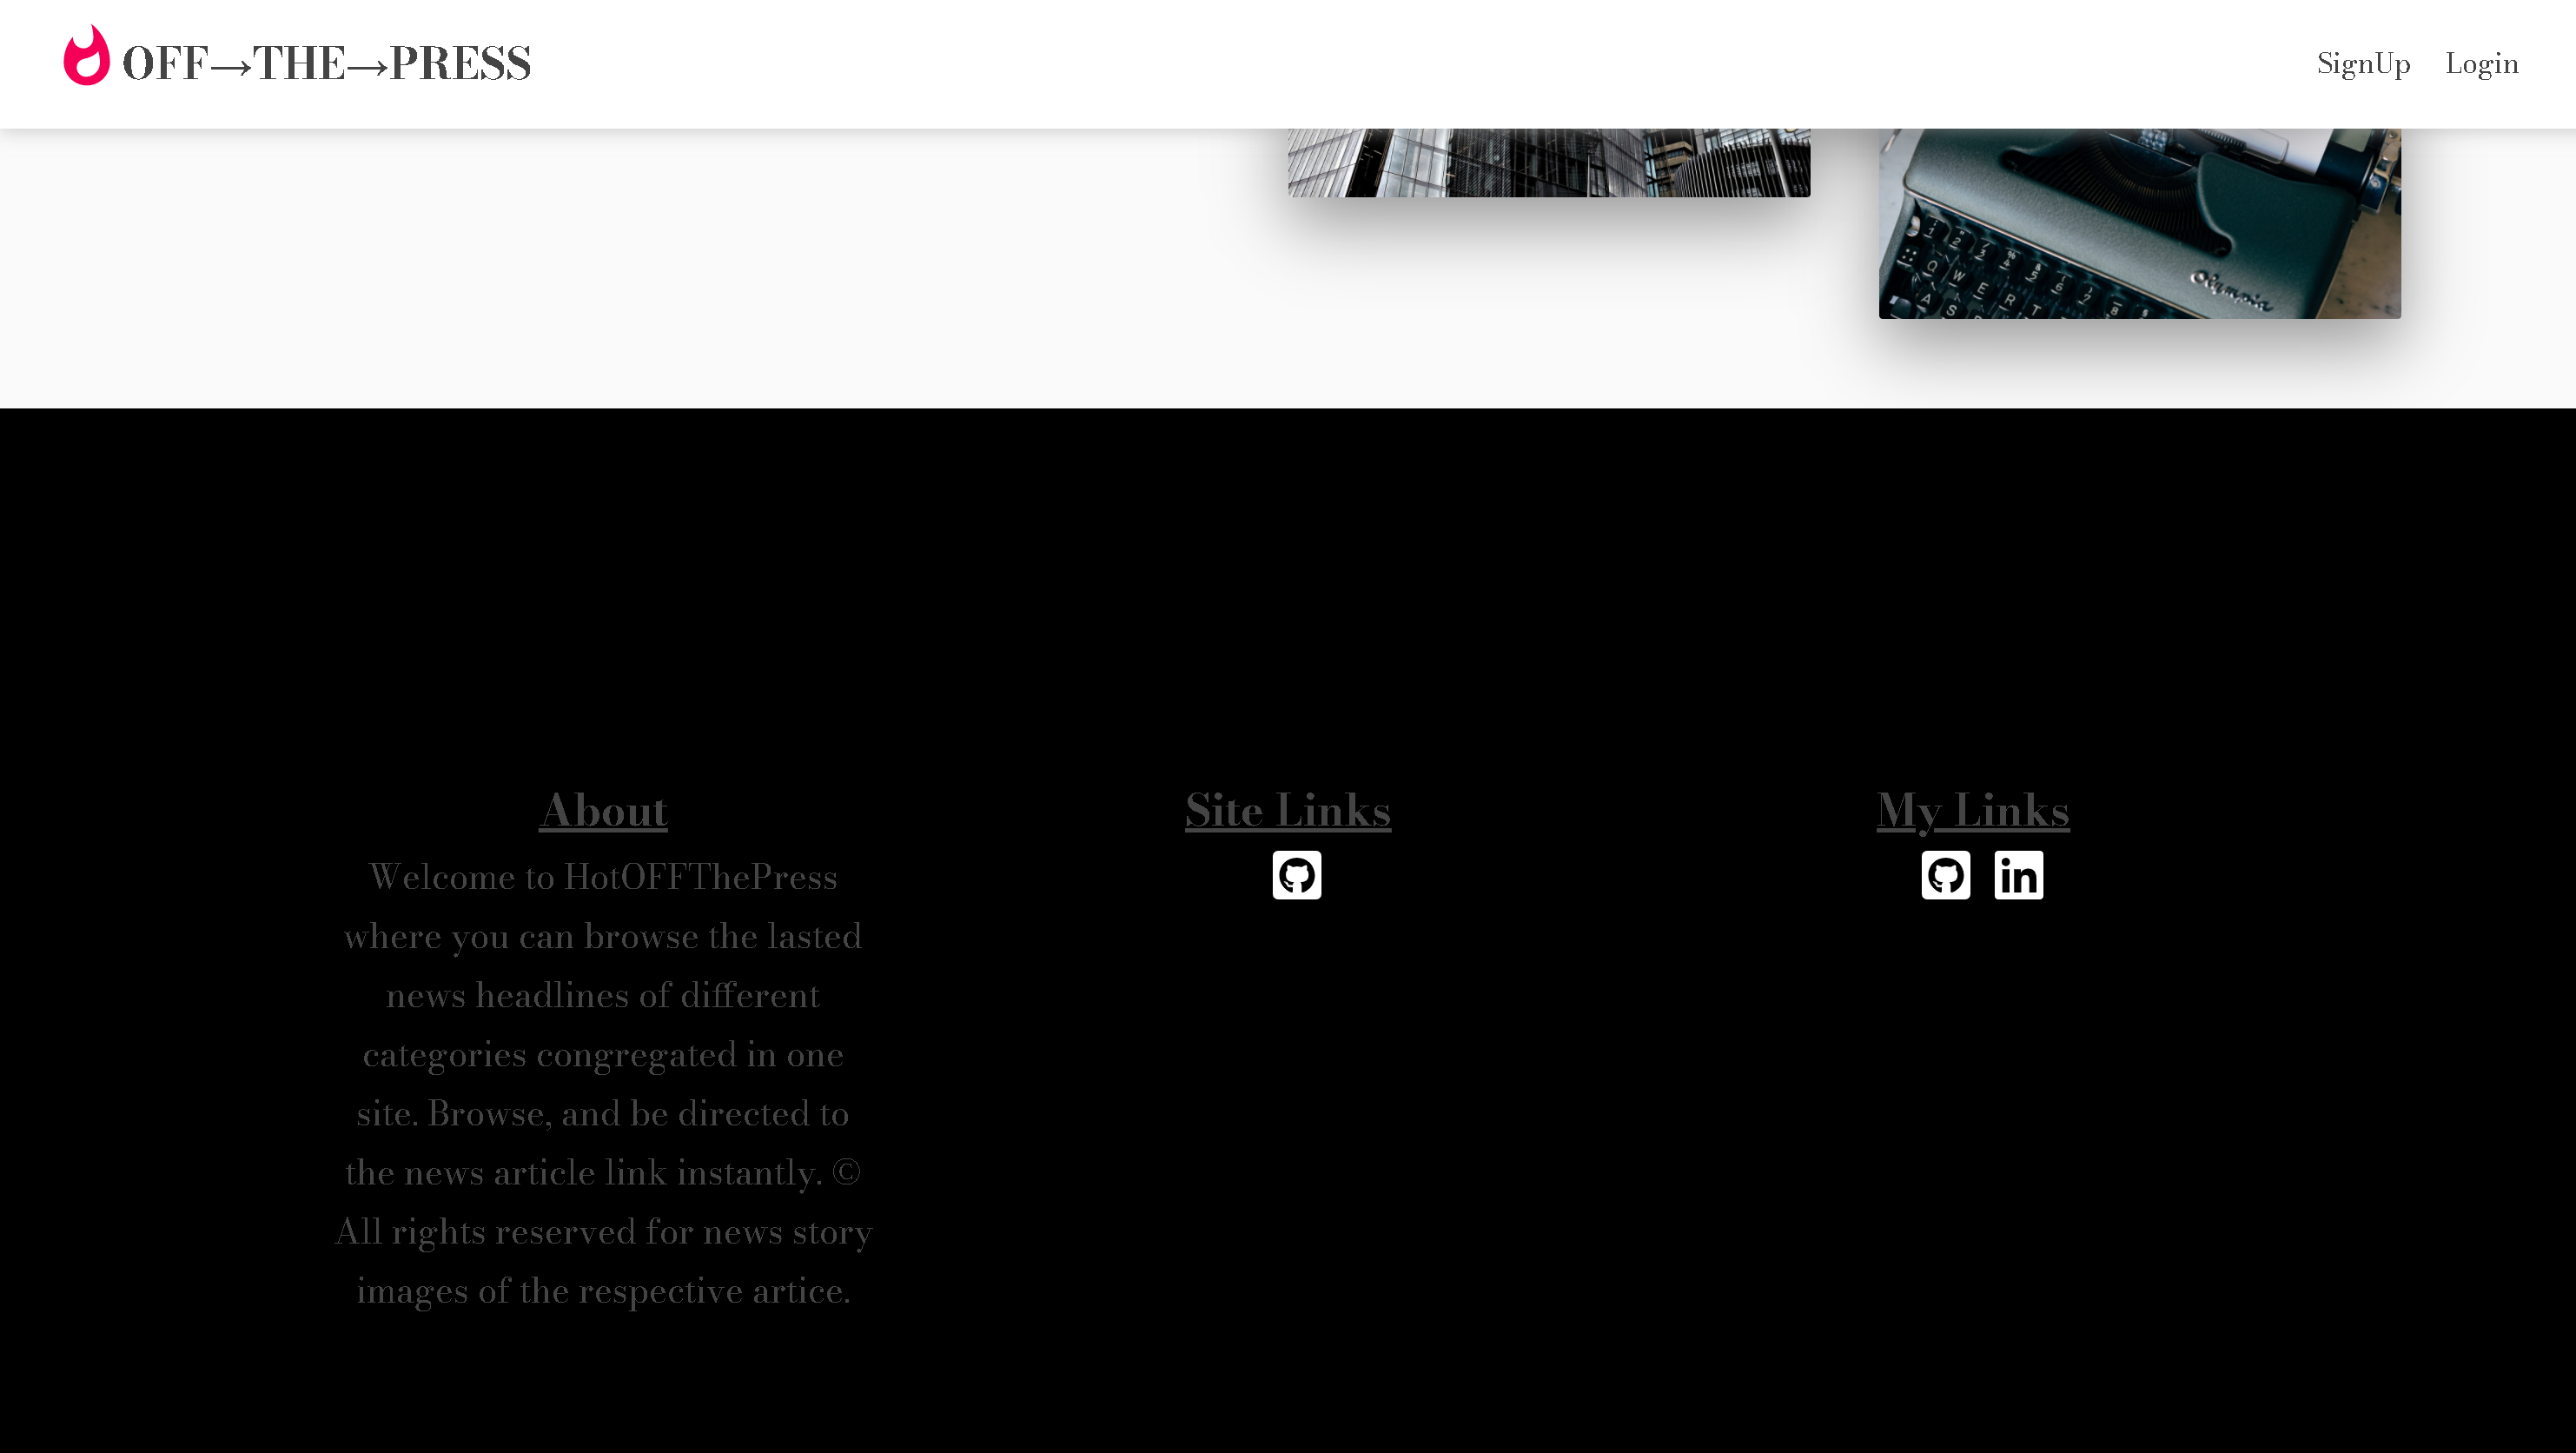 OFF→THE→PRESS
SignUp Login
Olympia
About
Welcome to HotOFFThePress
where you can browse the lasted
news headlines of different
categories congregated in one
site. Browse, and be directed to
the news article link instantly. ©
All rights reserved for news story
images of the respective artice.
Site Links
My Links
in